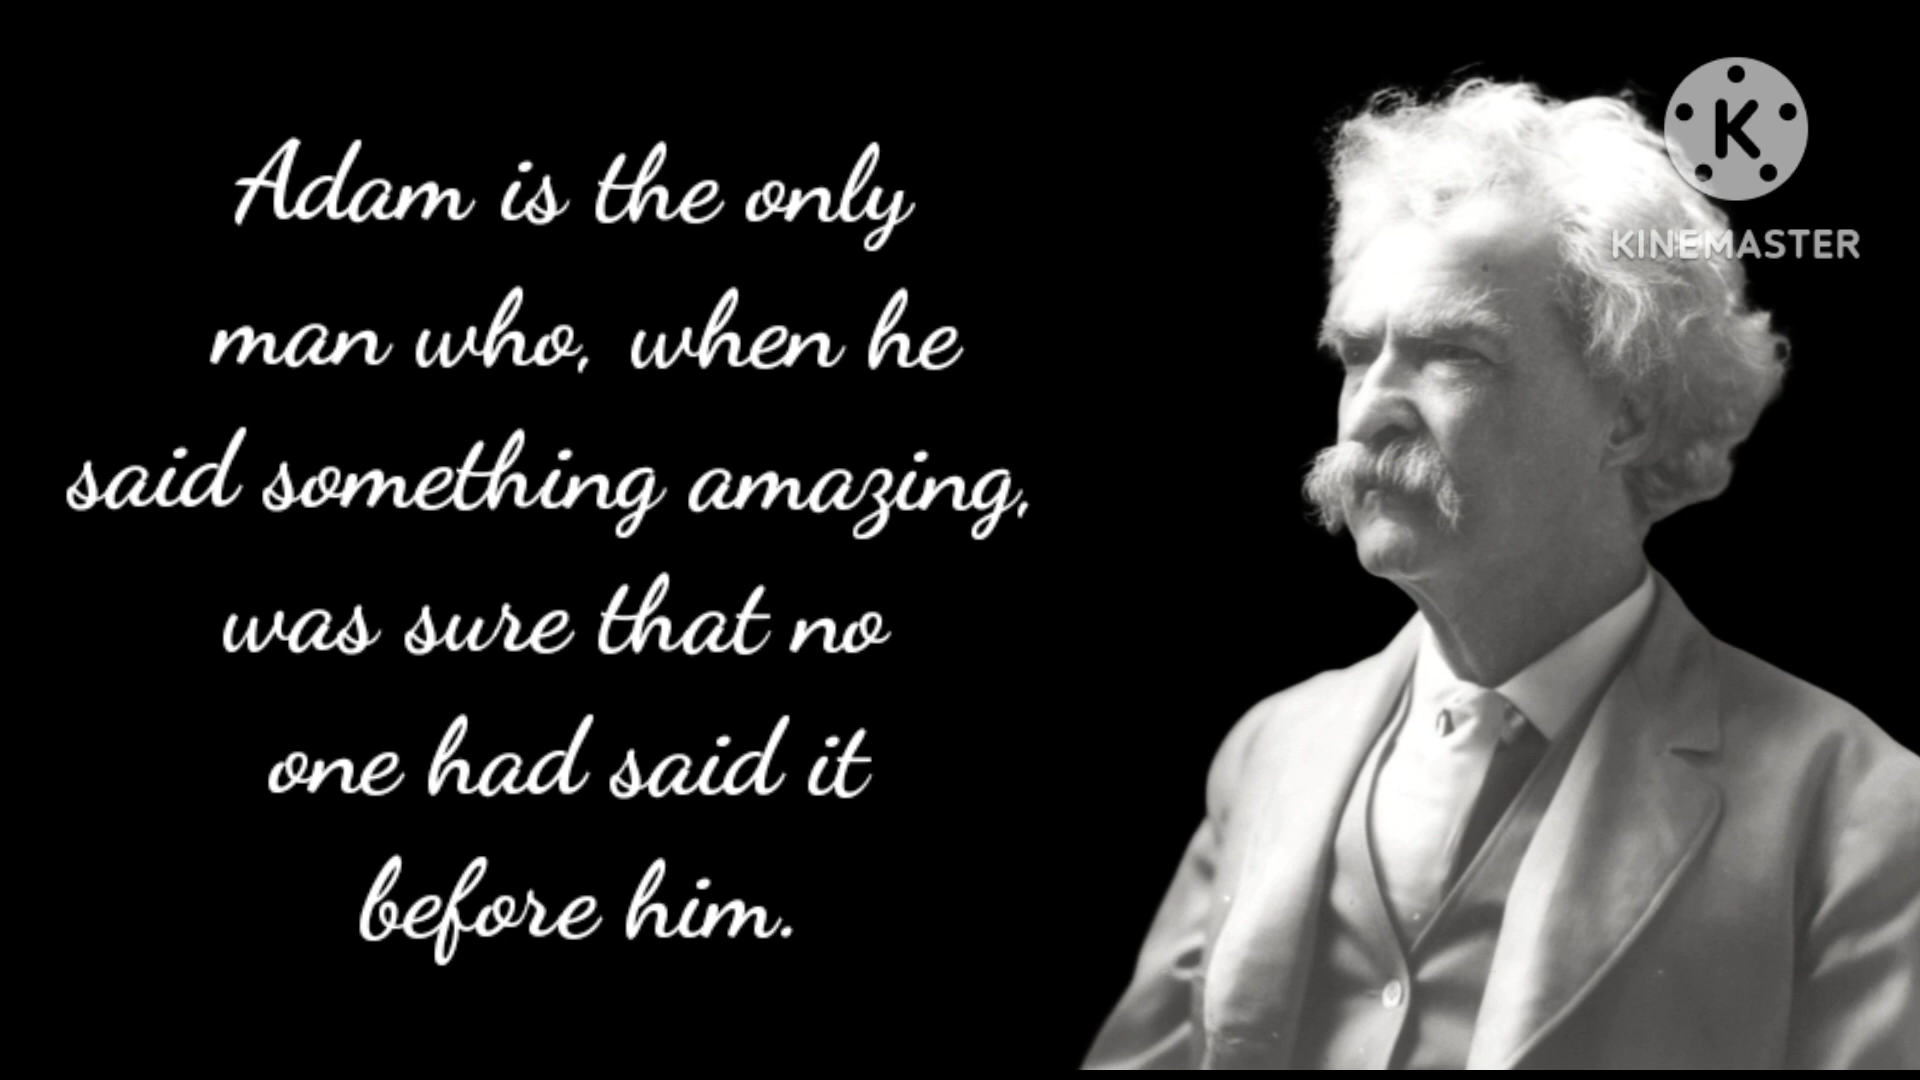 Adam is the only
man who, when he
said something amazing,
was sure that no
one had said it
before him.
K
KINEMASTER